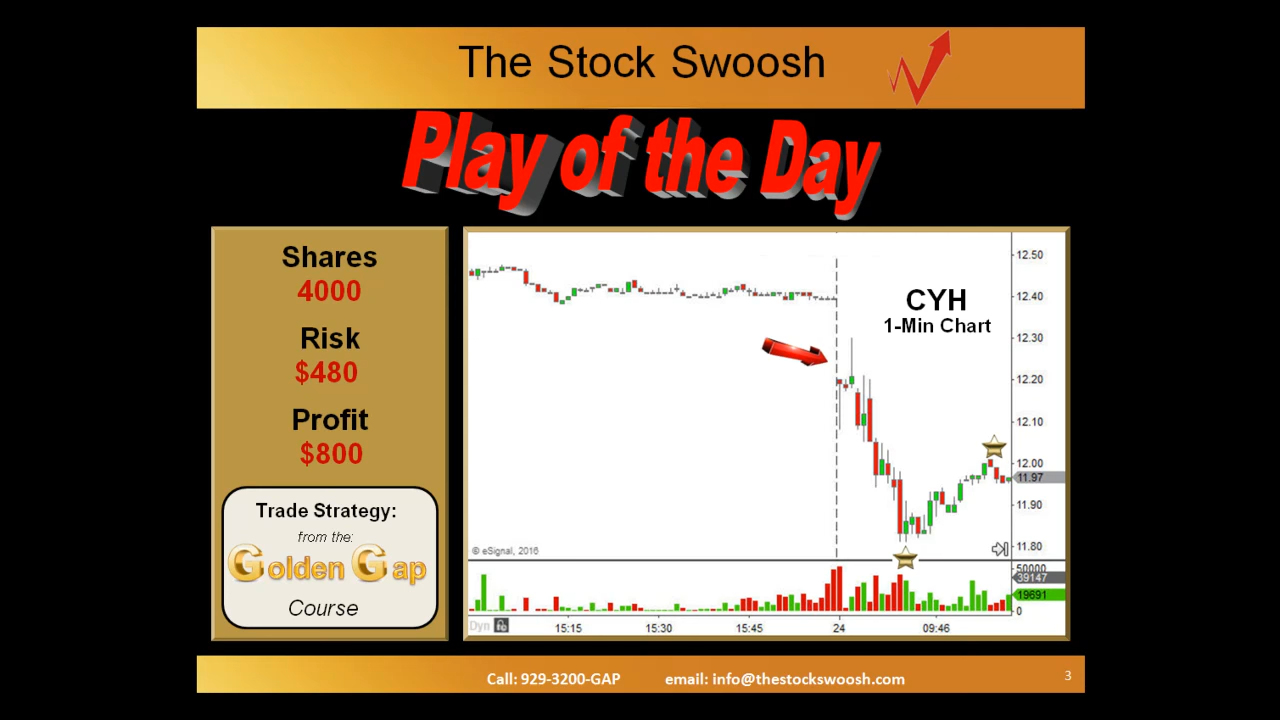 The Stock Swoosh
Play of the Day
Shares
4000
Risk
$480
Profit
$800
Trade Strategy:
from the:
Golden Gap
Course
CYH
1-Min Chart
12.50
12.40
12.30
12.20
12.10
12.00
11.97
11.90
11.80
50000
39147
19691
0
© eSignal, 2016
Dyn
15:15
15:30
15:45
24
09:46
Call: 929-3200-GAP
email: info@thestockswoosh.com
3